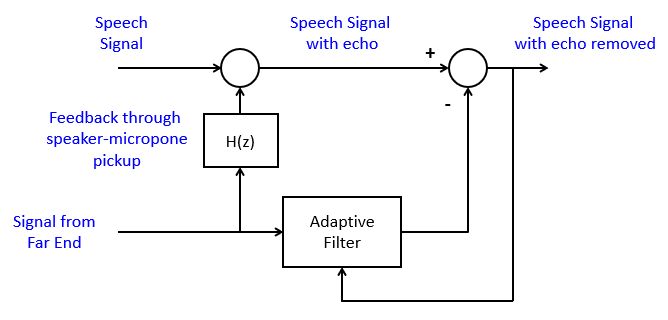 Speech
Signal
Speech Signal
with echo
Speech Signal
with echo removed
+
-
Feedback through
speaker-micropone
pickup
H(z)
Signal from
Far End
Adaptive
Filter